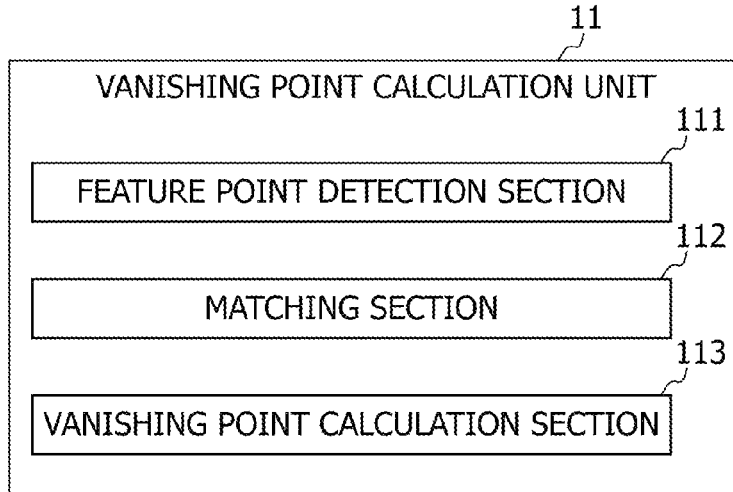 11
VANISHING POINT CALCULATION UNIT
111
FEATURE POINT DETECTION SECTION
112
MATCHING SECTION
113
VANISHING POINT CALCULATION SECTION